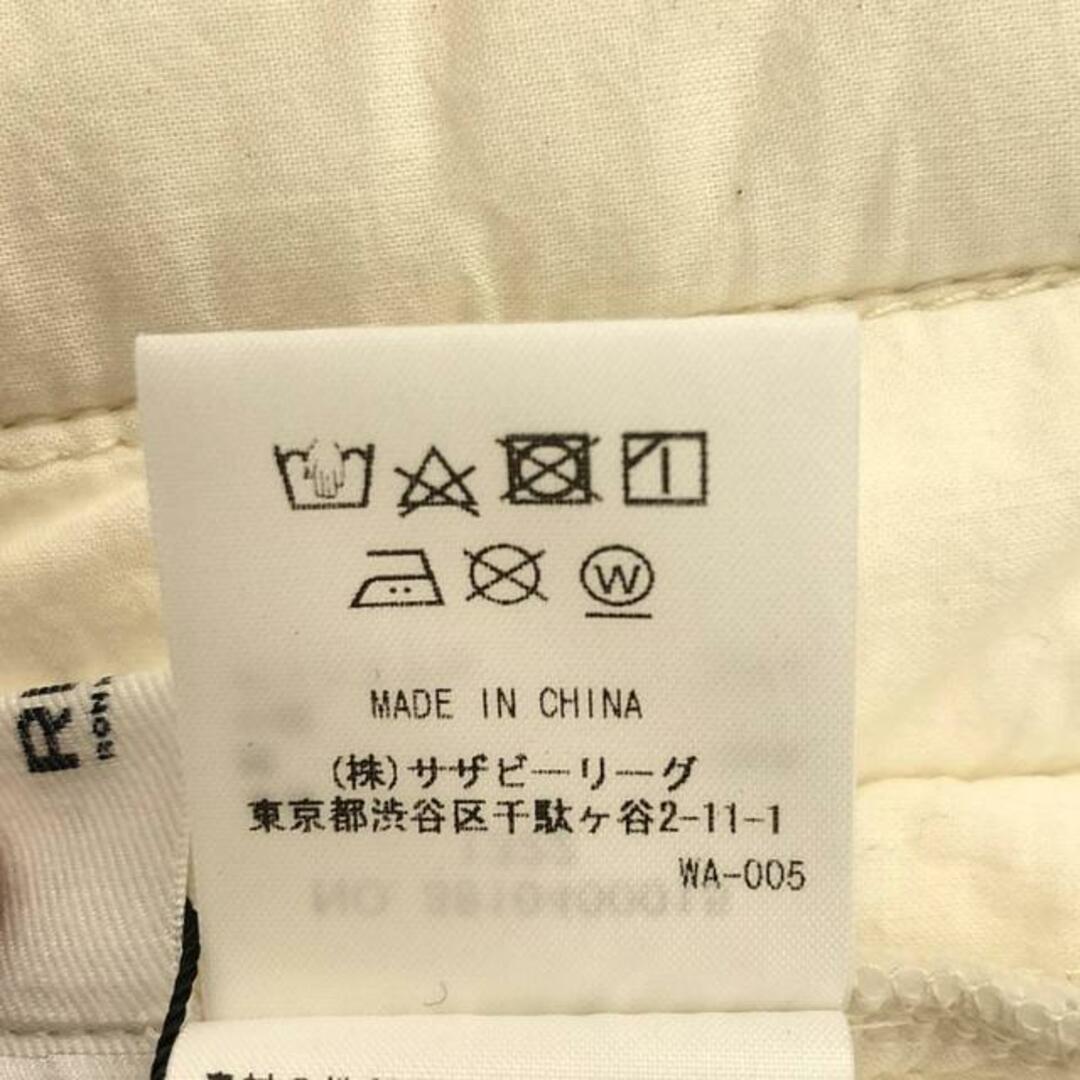 W
MADE IN CHINA
(株)サザビーリーグ
東京都渋谷区千駄ヶ谷2-11-1
WA-005